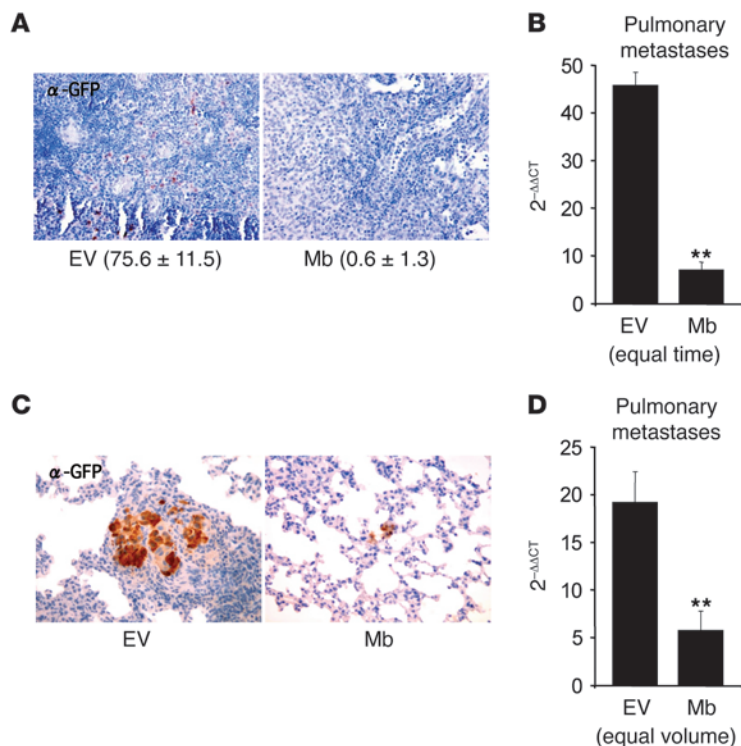 A
α-GFP
EV (75.6 ± 11.5)
Mb (0.6 ± 1.3)
B
Pulmonary
metastases
2^-ΔΔCT
50
40
30
20
10
0
**
EV
Mb
(equal time)
C
α-GFP
EV
Mb
D
Pulmonary
metastases
2^-ΔΔCT
25
20
15
10
5
0
**
EV
Mb
(equal volume)